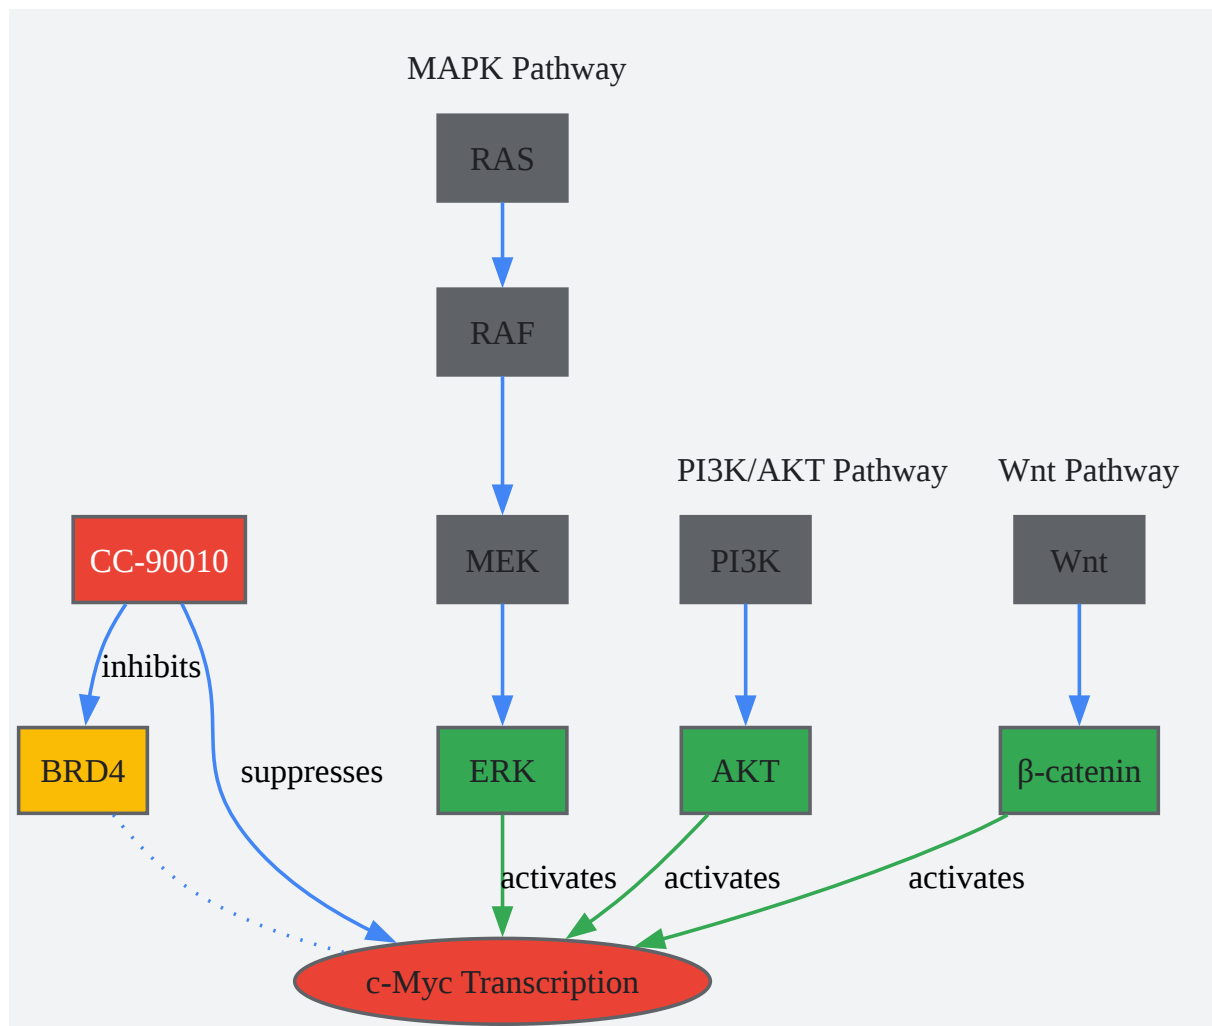 MAPK Pathway
RAS
RAF
PI3K/AKT Pathway
Wnt Pathway
CC-90010
MEK
PI3K
Wnt
inhibits
BRD4
suppresses
ERK
AKT
β-catenin
activates
activates
activates
c-Myc Transcription